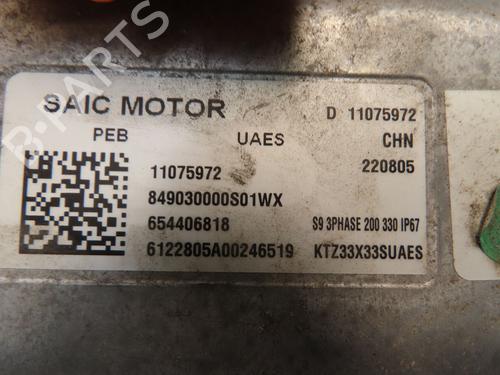 SAIC MOTOR D 11075972
PEB UAES CHN
11075972 220805
849030000S01WX
654406818 S9 3PHASE 200 330 IP67
6122805A00246519 KTZ33X33SUAES
B-PARTS